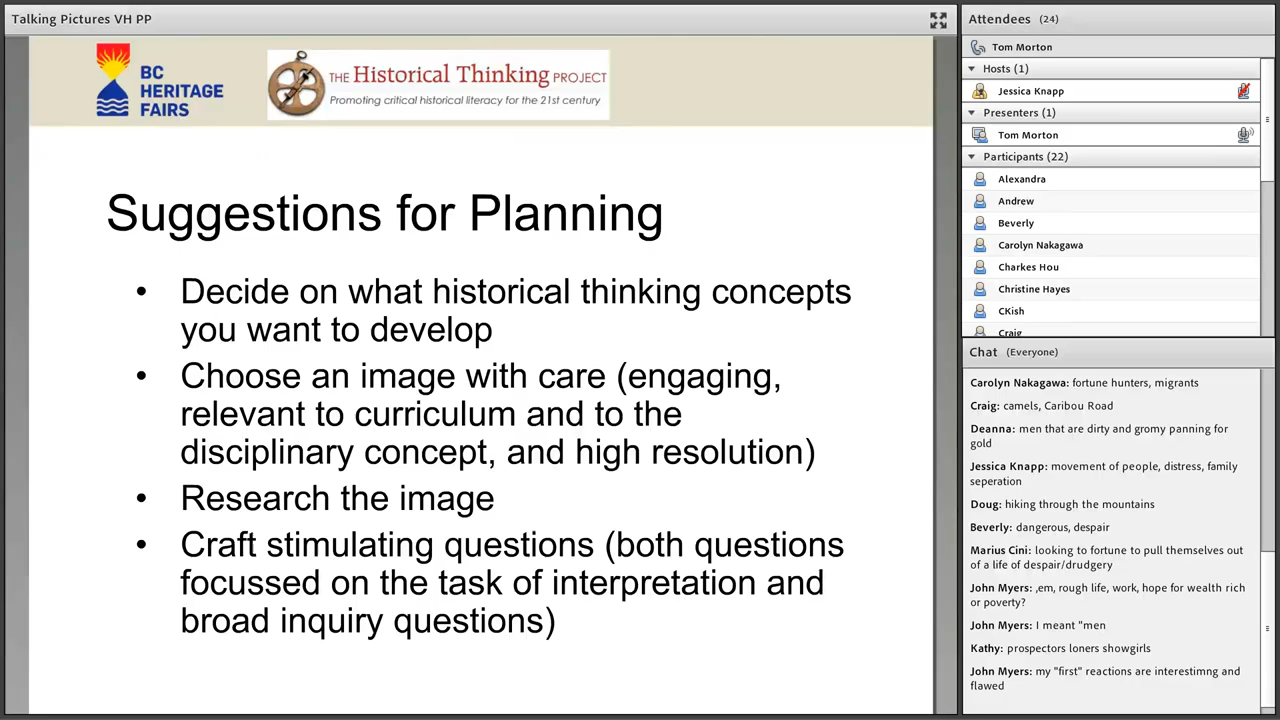 Talking Pictures VH PP
BC
HERITAGE
FAIRS
THE Historical Thinking PROJECT
Promoting critical historical literacy for the 21st century
Suggestions for Planning
• Decide on what historical thinking concepts
you want to develop
• Choose an image with care (engaging,
relevant to curriculum and to the
disciplinary concept, and high resolution)
• Research the image
• Craft stimulating questions (both questions
focussed on the task of interpretation and
broad inquiry questions)
Attendees (24)
Tom Morton
Hosts (1)
Jessica Knapp
Presenters (1)
Tom Morton
Participants (22)
Alexandra
Andrew
Beverly
Carolyn Nakagawa
Charkes Hou
Christine Hayes
CKish
Craig
Chat (Everyone)
Carolyn Nakagawa: fortune hunters, migrants
Craig: camels, Caribou Road
Deanna: men that are dirty and gromy panning for
gold
Jessica Knapp: movement of people, distress, family
seperation
Doug: hiking through the mountains
Beverly: dangerous, despair
Marius Cini: looking to fortune to pull themselves out
of a life of despair/drudgery
John Myers: ,em, rough life, work, hope for wealth rich
or poverty?
John Myers: I meant "men
Kathy: prospectors loners showgirls
John Myers: my "first" reactions are interestimng and
flawed